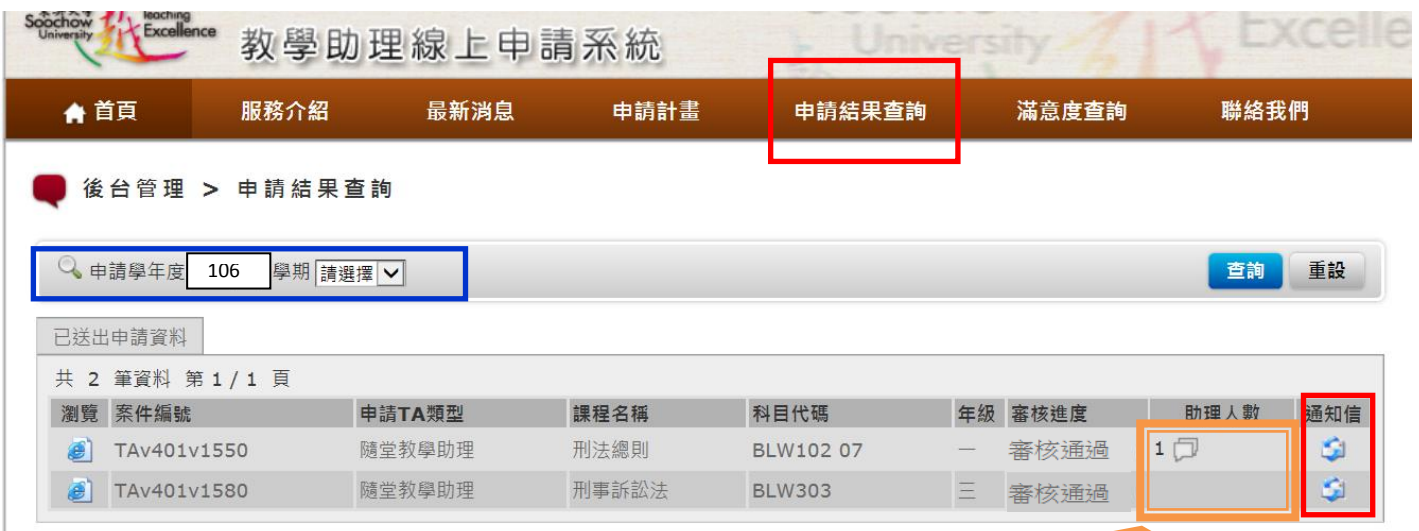 Soochow
University
Teaching
Excellence
教學助理線上申請系統
University
Excelle
首頁 服務介紹 最新消息 申請計畫 申請結果查詢 滿意度查詢 聯絡我們
後台管理 > 申請結果查詢
申請學年度 106 學期 請選擇 查詢 重設
已送出申請資料
共 2 筆資料 第 1 / 1 頁
瀏覽 案件編號 申請TA類型 課程名稱 科目代碼 年級 審核進度 助理人數 通知信
TAv401v1550 隨堂教學助理 刑法總則 BLW102 07 一 審核通過 1
TAv401v1580 隨堂教學助理 刑事訴訟法 BLW303 三 審核通過